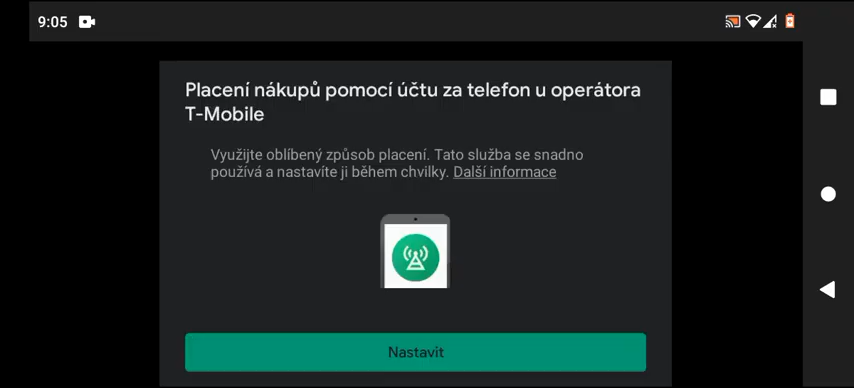 9:05
Placení nákupů pomocí účtu za telefon u operátora
T-Mobile
Využijte oblíbený způsob placení. Tato služba se snadno
používá a nastavíte ji během chvilky. Další informace
Nastavit